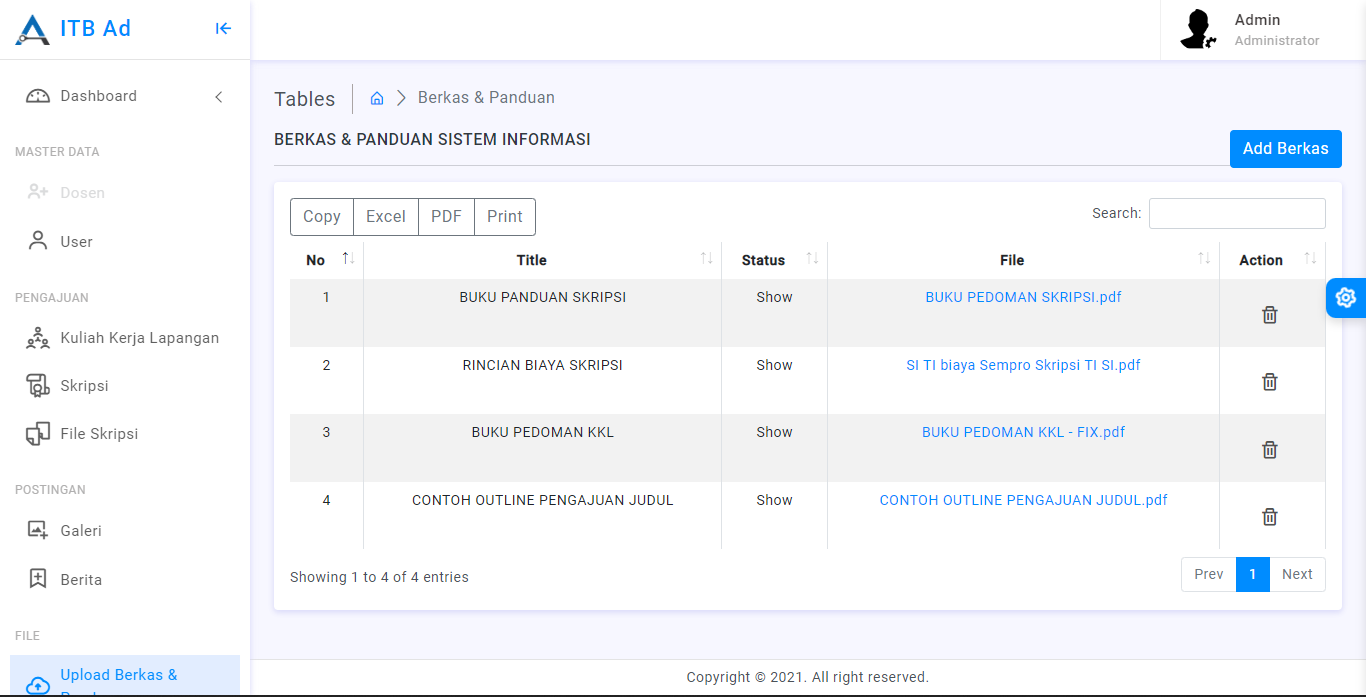 ITB Ad
Admin
Administrator
Dashboard
MASTER DATA
Dosen
User
PENGAJUAN
Kuliah Kerja Lapangan
Skripsi
File Skripsi
POSTINGAN
Galeri
Berita
FILE
Upload Berkas &
Tables
Berkas & Panduan
BERKAS & PANDUAN SISTEM INFORMASI
Add Berkas
Copy Excel PDF Print
Search:
No Title Status File Action
1 BUKU PANDUAN SKRIPSI Show BUKU PEDOMAN SKRIPSI.pdf
2 RINCIAN BIAYA SKRIPSI Show SI TI biaya Sempro Skripsi TI SI.pdf
3 BUKU PEDOMAN KKL Show BUKU PEDOMAN KKL - FIX.pdf
4 CONTOH OUTLINE PENGAJUAN JUDUL Show CONTOH OUTLINE PENGAJUAN JUDUL.pdf
Showing 1 to 4 of 4 entries
Prev 1 Next
Copyright © 2021. All right reserved.